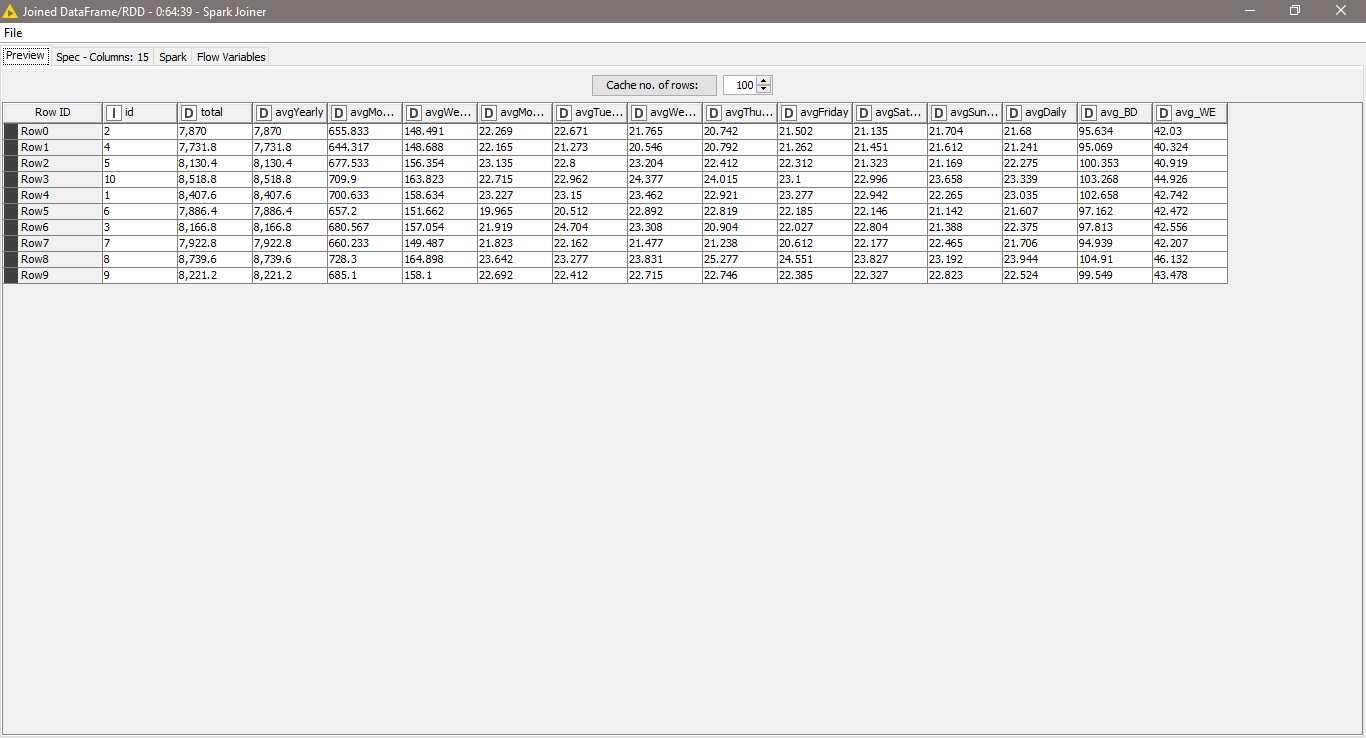 Joined DataFrame/RDD - 0:64:39 - Spark Joiner
File
Preview Spec - Columns: 15 Spark Flow Variables
Cache no. of rows: 100
Row ID I id D total D avgYearly D avgMo... D avgWe... D avgMo... D avgTue... D avgWe... D avgThu... D avgFriday D avgSat... D avgSun... D avgDaily D avg_BD D avg_WE
Row0 2 7,870 7,870 655.833 148.491 22.269 22.671 21.765 20.742 21.502 21.135 21.704 21.68 95.634 42.03
Row1 4 7,731.8 7,731.8 644.317 148.688 22.165 21.273 20.546 20.792 21.262 21.451 21.612 21.241 95.069 40.324
Row2 5 8,130.4 8,130.4 677.533 156.354 23.135 22.8 23.204 22.412 22.312 21.323 21.169 22.275 100.353 40.919
Row3 10 8,518.8 8,518.8 709.9 163.823 22.715 22.962 24.377 24.015 23.1 22.996 23.658 23.339 103.268 44.926
Row4 1 8,407.6 8,407.6 700.633 158.634 23.227 23.15 23.462 22.921 23.277 22.942 22.265 23.035 102.658 42.742
Row5 6 7,886.4 7,886.4 657.2 151.662 19.965 20.512 22.892 22.819 22.185 22.146 21.142 21.607 97.162 42.472
Row6 3 8,166.8 8,166.8 680.567 157.054 21.919 24.704 23.308 20.904 22.027 22.804 21.388 22.375 97.813 42.556
Row7 7 7,922.8 7,922.8 660.233 149.487 21.823 22.162 21.477 21.238 20.612 22.177 22.465 21.706 94.939 42.207
Row8 8 8,739.6 8,739.6 728.3 164.898 23.642 23.277 23.831 25.277 24.551 23.827 23.192 23.944 104.91 46.132
Row9 9 8,221.2 8,221.2 685.1 158.1 22.692 22.412 22.715 22.746 22.385 22.327 22.823 22.524 99.549 43.478